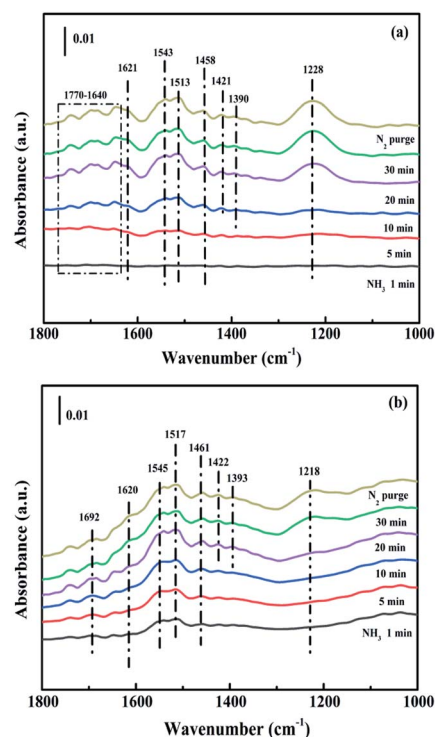 0.01
(a)
1543
1458
1621
1513
1421
1228
1770-1640
1390
N2 purge
30 min
20 min
10 min
5 min
NH3 1 min
Absorbance (a.u.)
1800 1600 1400 1200 1000
Wavenumber (cm-1)
0.01
(b)
1517
1545
1461
1620
1422
1393
1218
1692
N2 purge
30 min
20 min
10 min
5 min
NH3 1 min
Absorbance (a.u.)
1800 1600 1400 1200 1000
Wavenumber (cm-1)